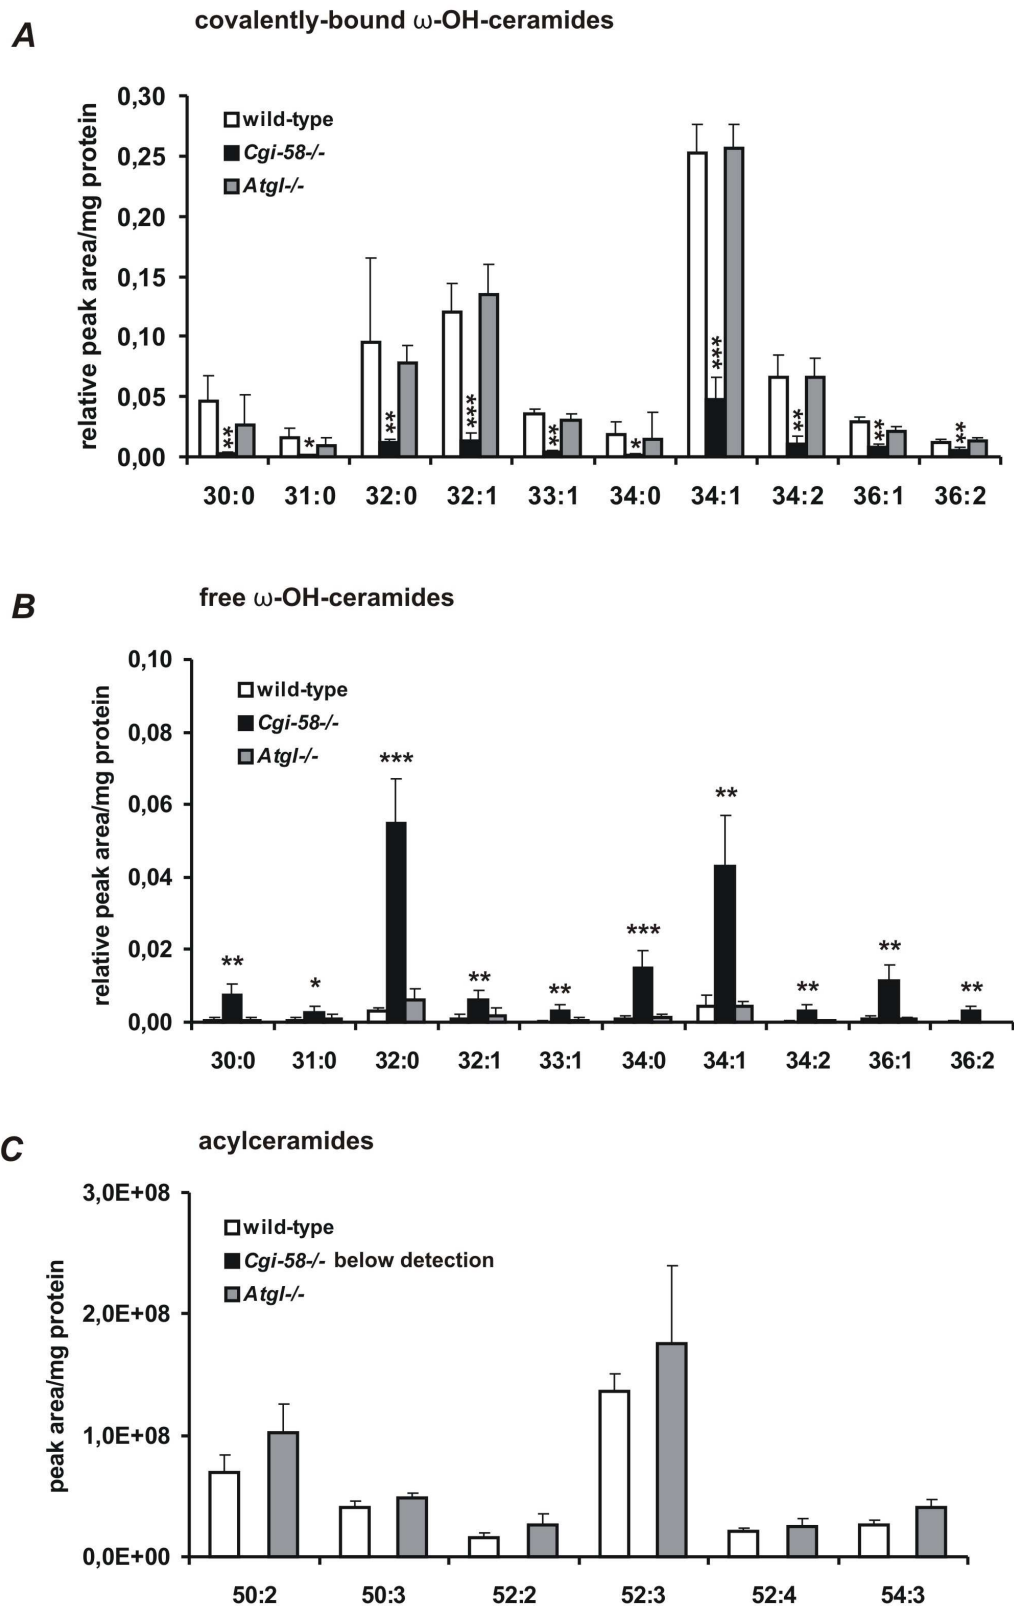 A
covalently-bound ω-OH-ceramides
relative peak area/mg protein
0,30
0,25
0,20
0,15
0,10
0,05
0,00
wild-type
Cgi-58-/-
Atgl-/-
** * ** *** ** * *** ** ** **
30:0 31:0 32:0 32:1 33:1 34:0 34:1 34:2 36:1 36:2
B
free ω-OH-ceramides
relative peak area/mg protein
0,10
0,08
0,06
0,04
0,02
0,00
wild-type
Cgi-58-/-
Atgl-/-
** * *** ** ** *** ** ** ** **
30:0 31:0 32:0 32:1 33:1 34:0 34:1 34:2 36:1 36:2
C
acylceramides
peak area/mg protein
3,0E+08
2,0E+08
1,0E+08
0,0E+00
wild-type
Cgi-58-/- below detection
Atgl-/-
50:2 50:3 52:2 52:3 52:4 54:3